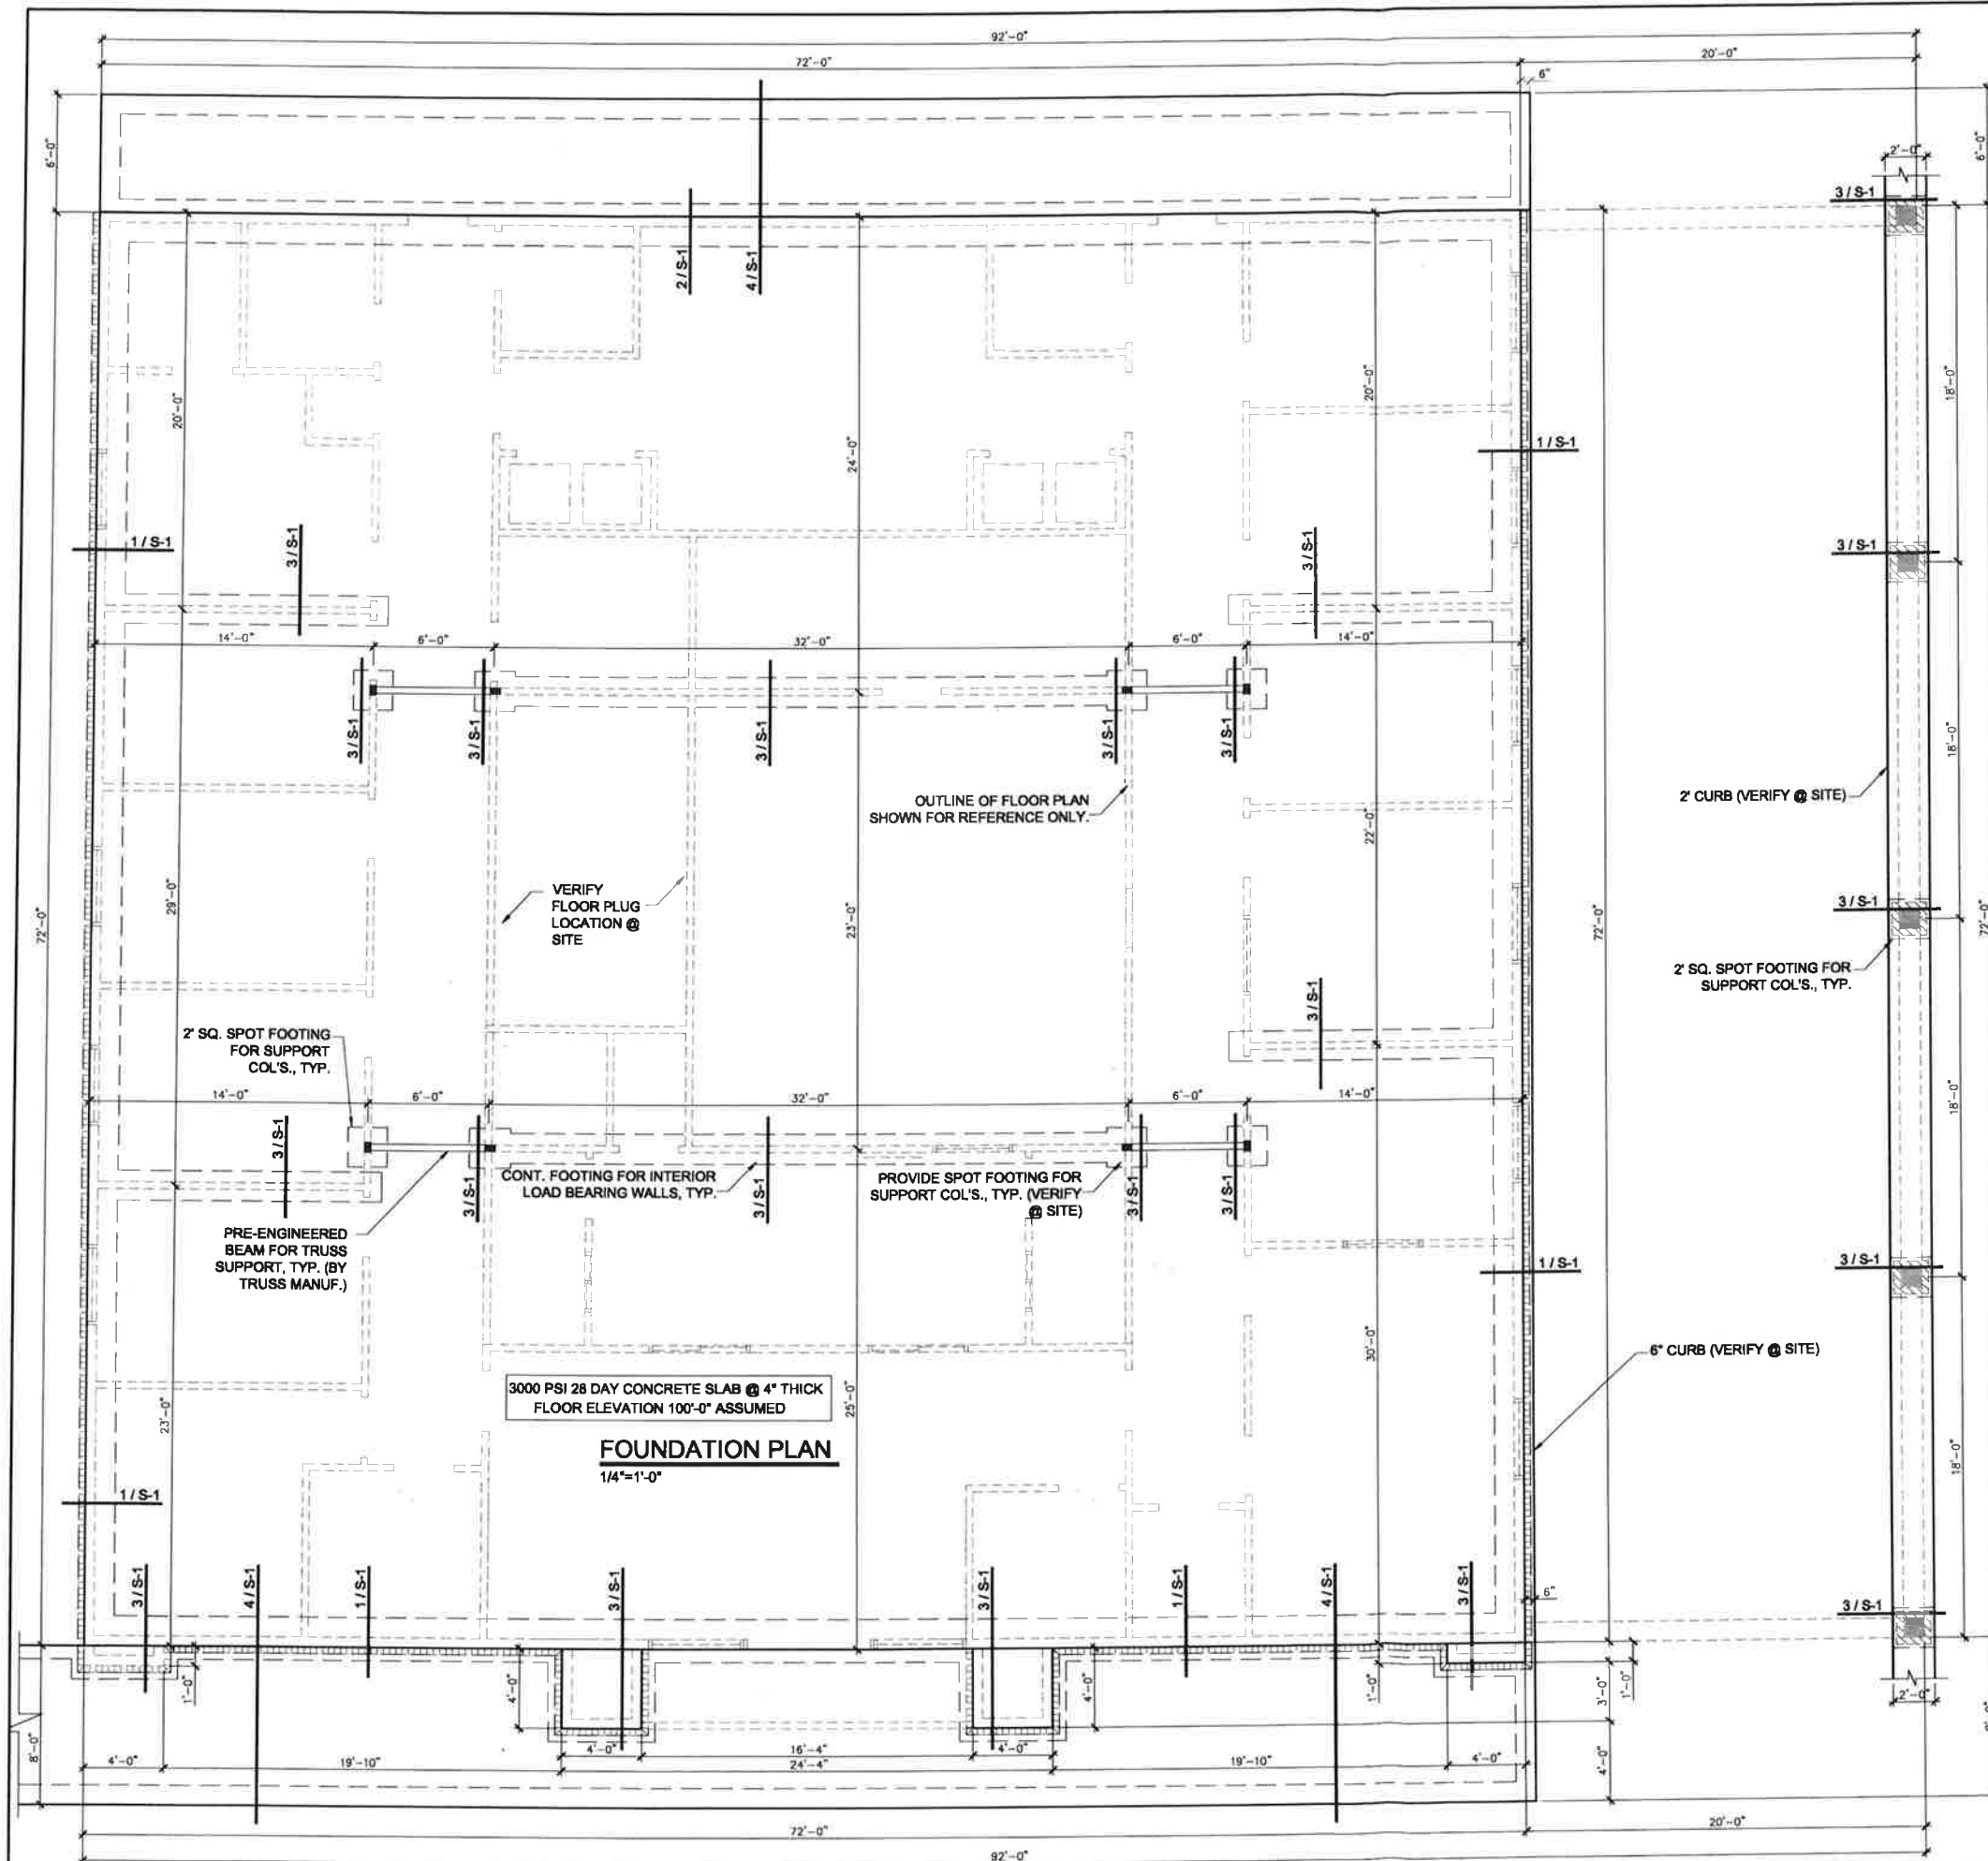 92'-0"
72'-0"
20'-0"
6"
6'-0"
6'-0"
2'-0"
3 / S-1
2 / S-1
4 / S-1
20'-0"
24'-0"
20'-0"
18'-0"
1 / S-1
1 / S-1
3 / S-1
3 / S-1
3 / S-1
14'-0"
6'-0"
32'-0"
6'-0"
14'-0"
3 / S-1
3 / S-1
3 / S-1
3 / S-1
3 / S-1
18'-0"
OUTLINE OF FLOOR PLAN
SHOWN FOR REFERENCE ONLY.
2' CURB (VERIFY @ SITE)
22'-0"
VERIFY
FLOOR PLUG
LOCATION @
SITE
29'-0"
23'-0"
72'-0"
72'-0"
72'-0"
3 / S-1
2' SQ. SPOT FOOTING FOR
SUPPORT COL'S., TYP.
3 / S-1
2' SQ. SPOT FOOTING
FOR SUPPORT
COL'S., TYP.
14'-0"
6'-0"
32'-0"
6'-0"
14'-0"
18'-0"
3 / S-1
3 / S-1
3 / S-1
3 / S-1
3 / S-1
CONT. FOOTING FOR INTERIOR
LOAD BEARING WALLS, TYP.
PROVIDE SPOT FOOTING FOR
SUPPORT COL'S., TYP. (VERIFY
@ SITE)
PRE-ENGINEERED
BEAM FOR TRUSS
SUPPORT, TYP. (BY
TRUSS MANUF.)
1 / S-1
3 / S-1
6" CURB (VERIFY @ SITE)
30'-0"
3000 PSI 28 DAY CONCRETE SLAB @ 4" THICK
FLOOR ELEVATION 100'-0" ASSUMED
23'-0"
25'-0"
18'-0"
FOUNDATION PLAN
1/4"=1'-0"
1 / S-1
3 / S-1
4 / S-1
1 / S-1
3 / S-1
3 / S-1
1 / S-1
4 / S-1
3 / S-1
6"
3 / S-1
1'-0"
4'-0"
4'-0"
1'-0"
3'-0"
1'-0"
2'-0"
8'-0"
4'-0"
19'-10"
4'-0"
16'-4"
4'-0"
24'-4"
19'-10"
4'-0"
4'-0"
72'-0"
20'-0"
92'-0"